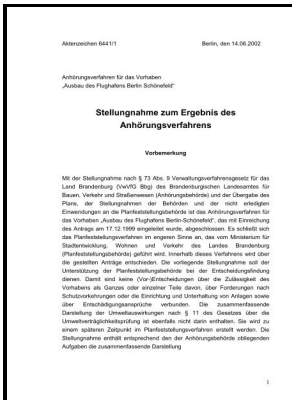 Aktenzeichen 6441/1 Berlin, den 14.06.2002
Anhörungsverfahren für das Vorhaben
„Ausbau des Flughafens Berlin Schönefeld“
Stellungnahme zum Ergebnis des
Anhörungsverfahrens
Vorbemerkung
Mit der Stellungnahme nach § 73 Abs. 9 Verwaltungsverfahrensgesetz für das
Land Brandenburg (VwVfG Bbg) des Brandenburgischen Landesamtes für
Bauen, Verkehr und Straßenwesen (Anhörungsbehörde) und der Übergabe des
Plans, der Stellungnahmen der Behörden und der nicht erledigten
Einwendungen an die Planfeststellungsbehörde ist das Anhörungsverfahren für
das Vorhaben „Ausbau des Flughafens Berlin-Schönefeld“, das mit Einreichung
des Antrags am 17.12.1999 eingeleitet wurde, abgeschlossen. Es schließt sich
das Planfeststellungsverfahren im engeren Sinne an, das vom Ministerium für
Stadtentwicklung, Wohnen und Verkehr des Landes Brandenburg
(Planfeststellungsbehörde) geführt wird. Innerhalb dieses Verfahrens wird über
die gestellten Anträge entschieden. Die vorliegende Stellungnahme soll der
Unterstützung der Planfeststellungsbehörde bei der Entscheidungsfindung
dienen. Damit sind keine (Vor-)Entscheidungen über die Zulässigkeit des
Vorhabens als Ganzes oder einzelner Teile davon, über Forderungen nach
Schutzvorkehrungen oder die Einrichtung und Unterhaltung von Anlagen sowie
über Entschädigungsansprüche verbunden. Die zusammenfassende
Darstellung der Umweltauswirkungen nach § 11 des Gesetzes über die
Umweltverträglichkeitsprüfung ist ebenfalls nicht darin enthalten. Sie wird zu
einem späteren Zeitpunkt im Planfeststellungsverfahren erstellt werden. Die
Stellungnahme enthält entsprechend den der Anhörungsbehörde obliegenden
Aufgaben die zusammenfassende Darstellung
1